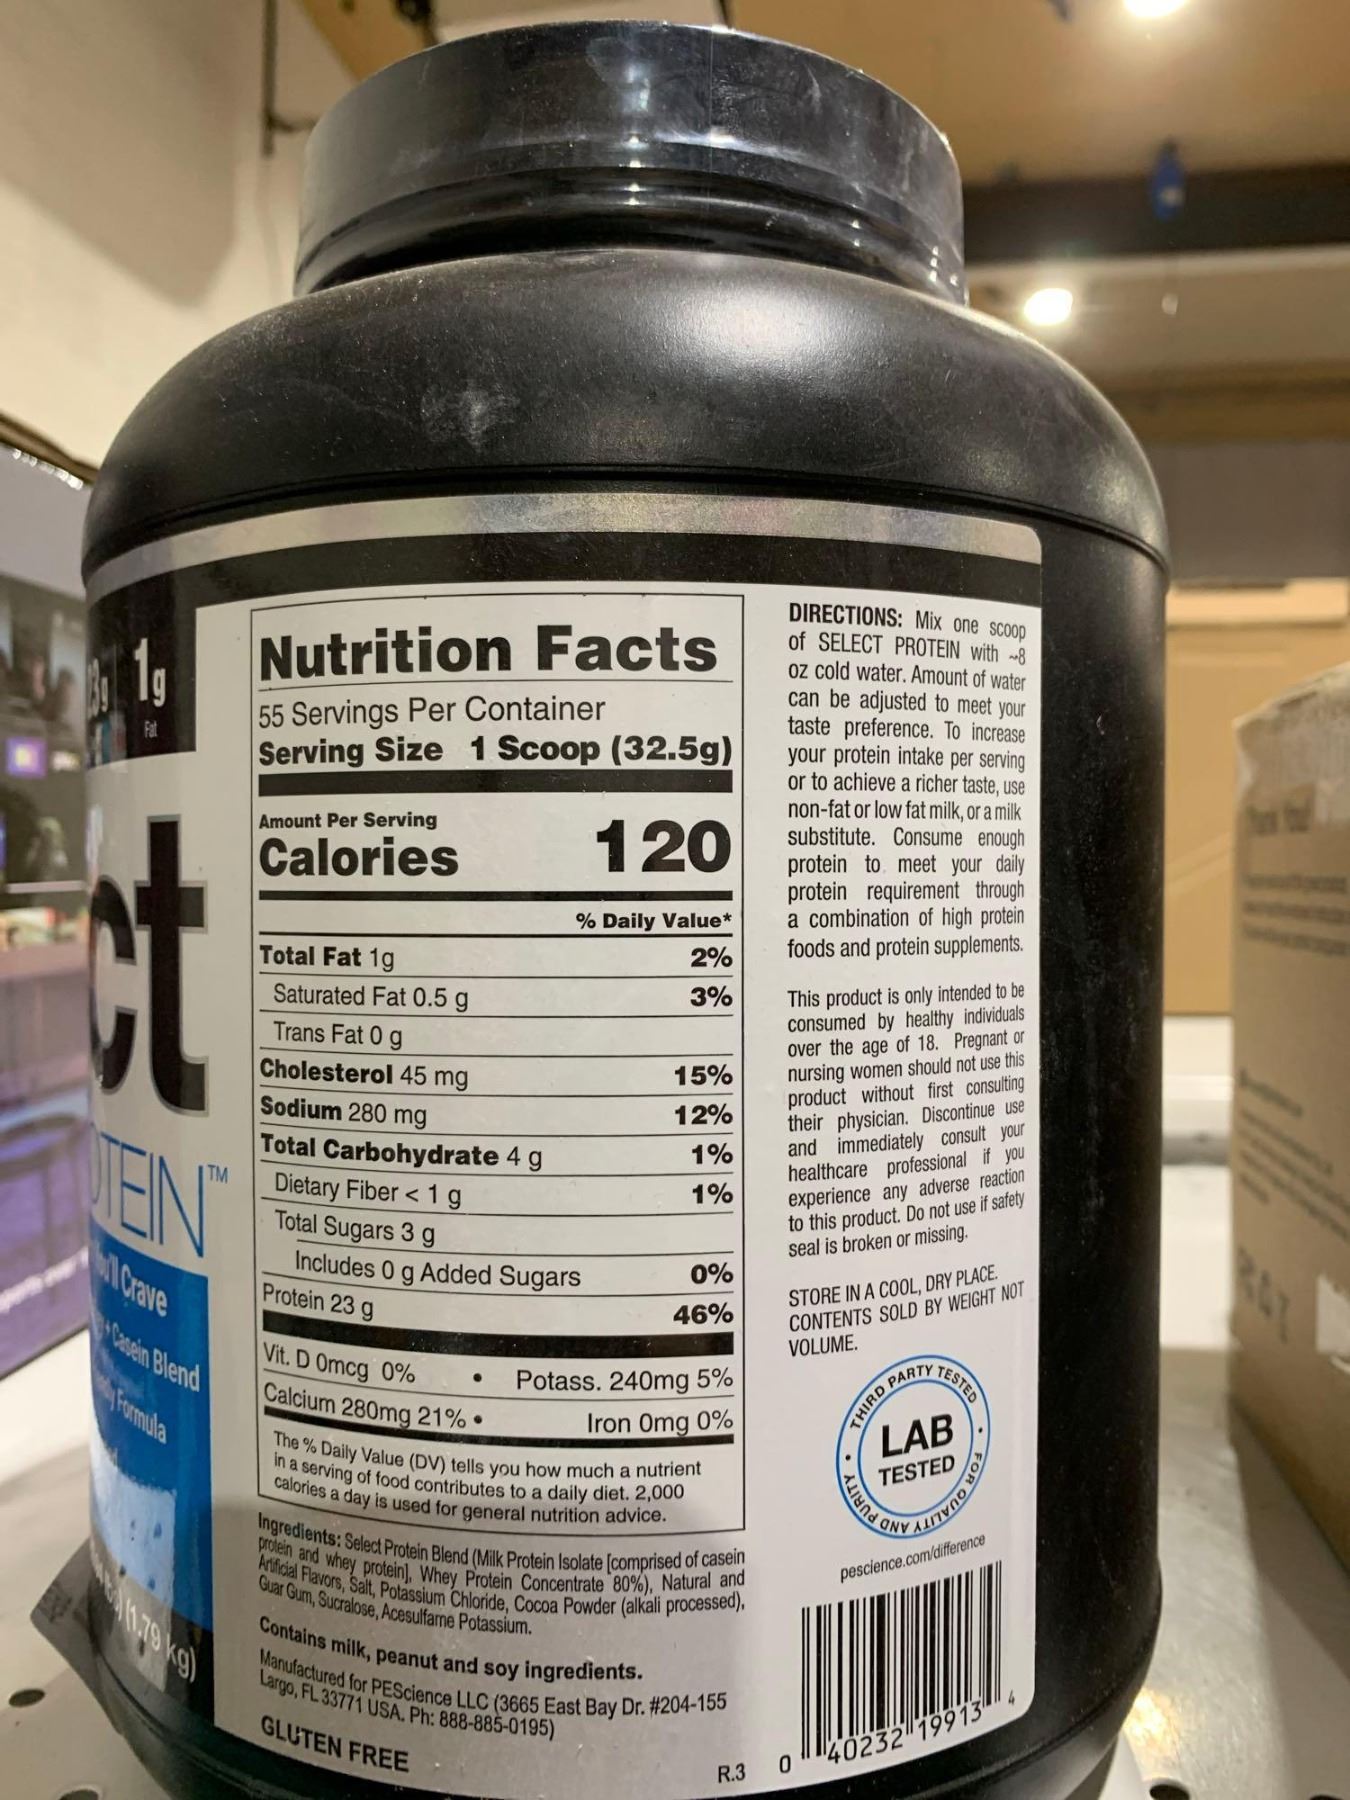 1g
Fat
ct
OTEIN™
You'll Crave
+ Casein Blend
Formula
(1.79 kg)
Nutrition Facts
55 Servings Per Container
Serving Size 1 Scoop (32.5g)
Amount Per Serving
Calories 120
% Daily Value*
Total Fat 1g 2%
Saturated Fat 0.5 g 3%
Trans Fat 0 g
Cholesterol 45 mg 15%
Sodium 280 mg 12%
Total Carbohydrate 4 g 1%
Dietary Fiber < 1 g 1%
Total Sugars 3 g
Includes 0 g Added Sugars 0%
Protein 23 g 46%
Vit. D 0mcg 0% • Potass. 240mg 5%
Calcium 280mg 21% • Iron 0mg 0%
The % Daily Value (DV) tells you how much a nutrient
in a serving of food contributes to a daily diet. 2,000
calories a day is used for general nutrition advice.
Ingredients: Select Protein Blend (Milk Protein Isolate [comprised of casein
protein and whey protein], Whey Protein Concentrate 80%), Natural and
Artificial Flavors, Salt, Potassium Chloride, Cocoa Powder (alkali processed),
Guar Gum, Sucralose, Acesulfame Potassium.
Contains milk, peanut and soy ingredients.
Manufactured for PEScience LLC (3665 East Bay Dr. #204-155
Largo, FL 33771 USA. Ph: 888-885-0195)
GLUTEN FREE
R.3
DIRECTIONS: Mix one scoop
of SELECT PROTEIN with ~8
oz cold water. Amount of water
can be adjusted to meet your
taste preference. To increase
your protein intake per serving
or to achieve a richer taste, use
non-fat or low fat milk, or a milk
substitute. Consume enough
protein to meet your daily
protein requirement through
a combination of high protein
foods and protein supplements.
This product is only intended to be
consumed by healthy individuals
over the age of 18. Pregnant or
nursing women should not use this
product without first consulting
their physician. Discontinue use
and immediately consult your
healthcare professional if you
experience any adverse reaction
to this product. Do not use if safety
seal is broken or missing.
STORE IN A COOL, DRY PLACE.
CONTENTS SOLD BY WEIGHT NOT
VOLUME.
THIRD PARTY TESTED • FOR QUALITY AND PURITY •
LAB
TESTED
pescience.com/difference
0 40232 19913 4